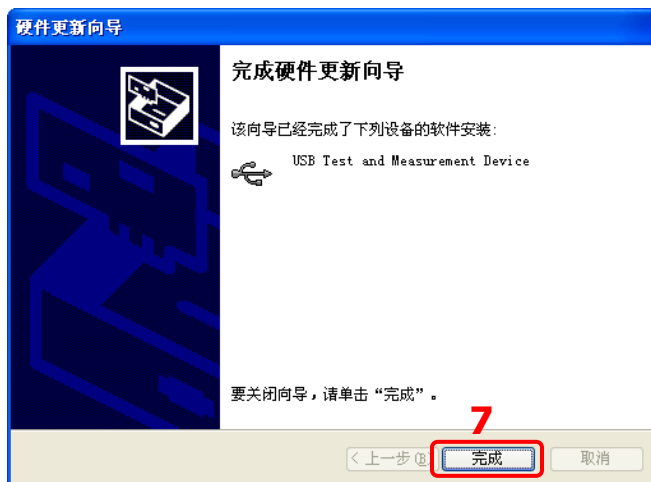 硬件更新向导
完成硬件更新向导
该向导已经完成了下列设备的软件安装:
USB Test and Measurement Device
要关闭向导，请单击“完成”。
7
< 上一步(B) 完成 取消